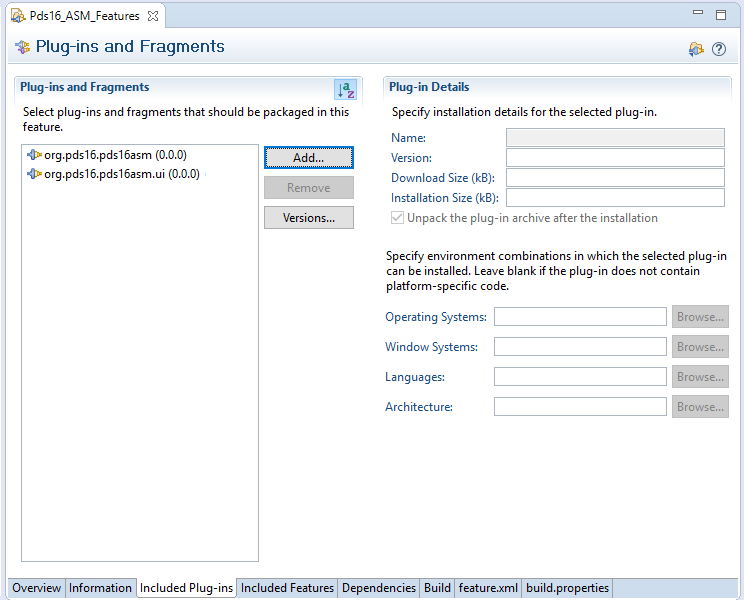 Pds16_ASM_Features
Plug-ins and Fragments
Plug-ins and Fragments
Select plug-ins and fragments that should be packaged in this
feature.
org.pds16.pds16asm (0.0.0)
org.pds16.pds16asm.ui (0.0.0)
Add...
Remove
Versions...
Plug-in Details
Specify installation details for the selected plug-in.
Name:
Version:
Download Size (kB):
Installation Size (kB):
Unpack the plug-in archive after the installation
Specify environment combinations in which the selected plug-in
can be installed. Leave blank if the plug-in does not contain
platform-specific code.
Operating Systems: Browse...
Window Systems: Browse...
Languages: Browse...
Architecture: Browse...
Overview Information Included Plug-ins Included Features Dependencies Build feature.xml build.properties